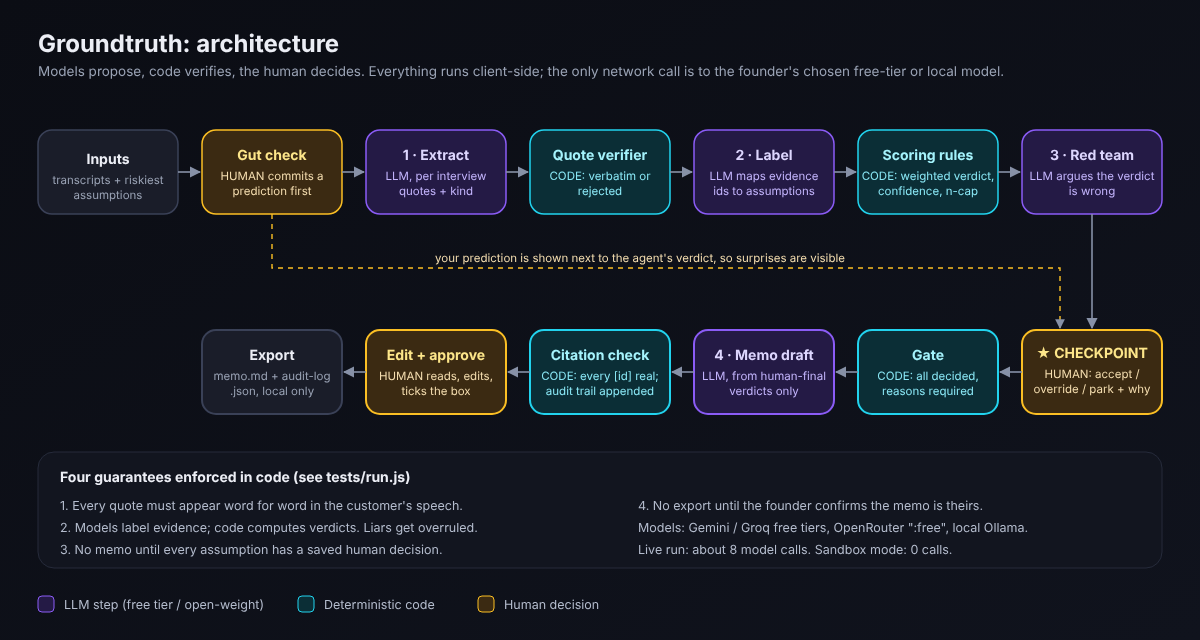 Groundtruth: architecture
Models propose, code verifies, the human decides. Everything runs client-side; the only network call is to the founder's chosen free-tier or local model.
Inputs
transcripts + riskiest
assumptions
Gut check
HUMAN commits a
prediction first
1 · Extract
LLM, per interview
quotes + kind
Quote verifier
CODE: verbatim or
rejected
2 · Label
LLM maps evidence
ids to assumptions
Scoring rules
CODE: weighted verdict,
confidence, n-cap
3 · Red team
LLM argues the verdict
is wrong
your prediction is shown next to the agent's verdict, so surprises are visible
Export
memo.md + audit-log
.json, local only
Edit + approve
HUMAN reads, edits,
ticks the box
Citation check
CODE: every [id] real;
audit trail appended
4 · Memo draft
LLM, from human-final
verdicts only
Gate
CODE: all decided,
reasons required
★ CHECKPOINT
HUMAN: accept /
override / park + why
Four guarantees enforced in code (see tests/run.js)
1. Every quote must appear word for word in the customer's speech.
2. Models label evidence; code computes verdicts. Liars get overruled.
3. No memo until every assumption has a saved human decision.
4. No export until the founder confirms the memo is theirs.
Models: Gemini / Groq free tiers, OpenRouter ":free", local Ollama.
Live run: about 8 model calls. Sandbox mode: 0 calls.
LLM step (free tier / open-weight)
Deterministic code
Human decision